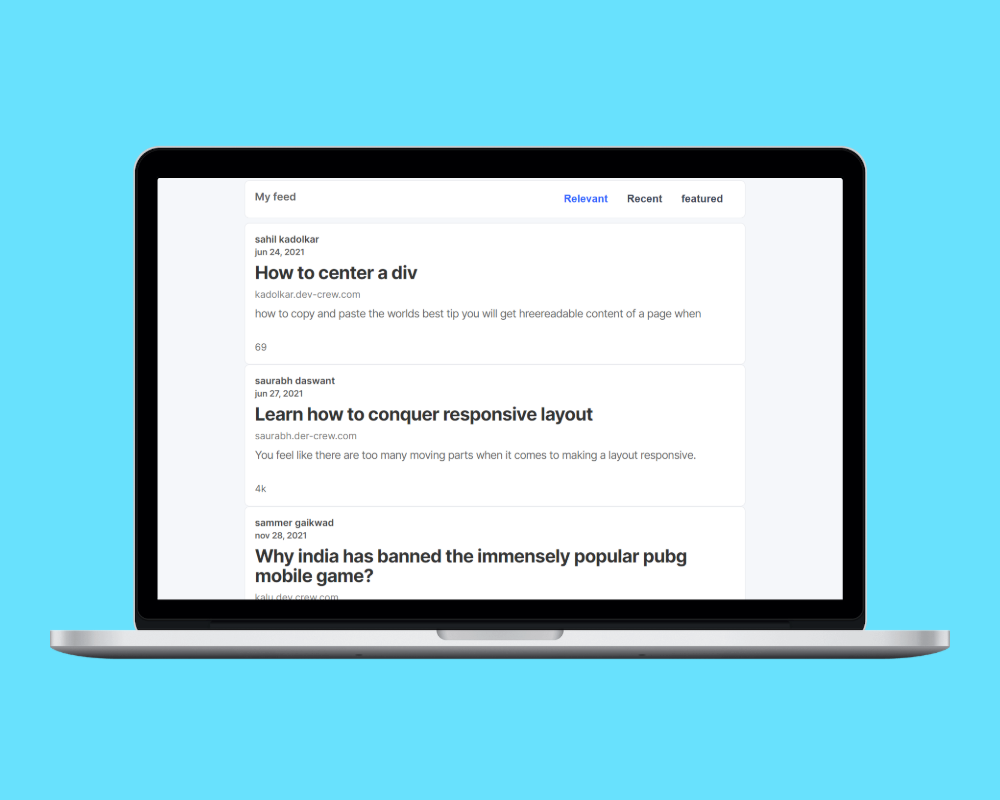 My feed
Relevant Recent featured
sahil kadolkar
jun 24, 2021
How to center a div
kadolkar.dev-crew.com
how to copy and paste the worlds best tip you will get hreereadable content of a page when
69
saurabh daswant
jun 27, 2021
Learn how to conquer responsive layout
saurabh.der-crew.com
You feel like there are too many moving parts when it comes to making a layout responsive.
4k
sammer gaikwad
nov 28, 2021
Why india has banned the immensely popular pubg
mobile game?
kalu.dev.crew.com